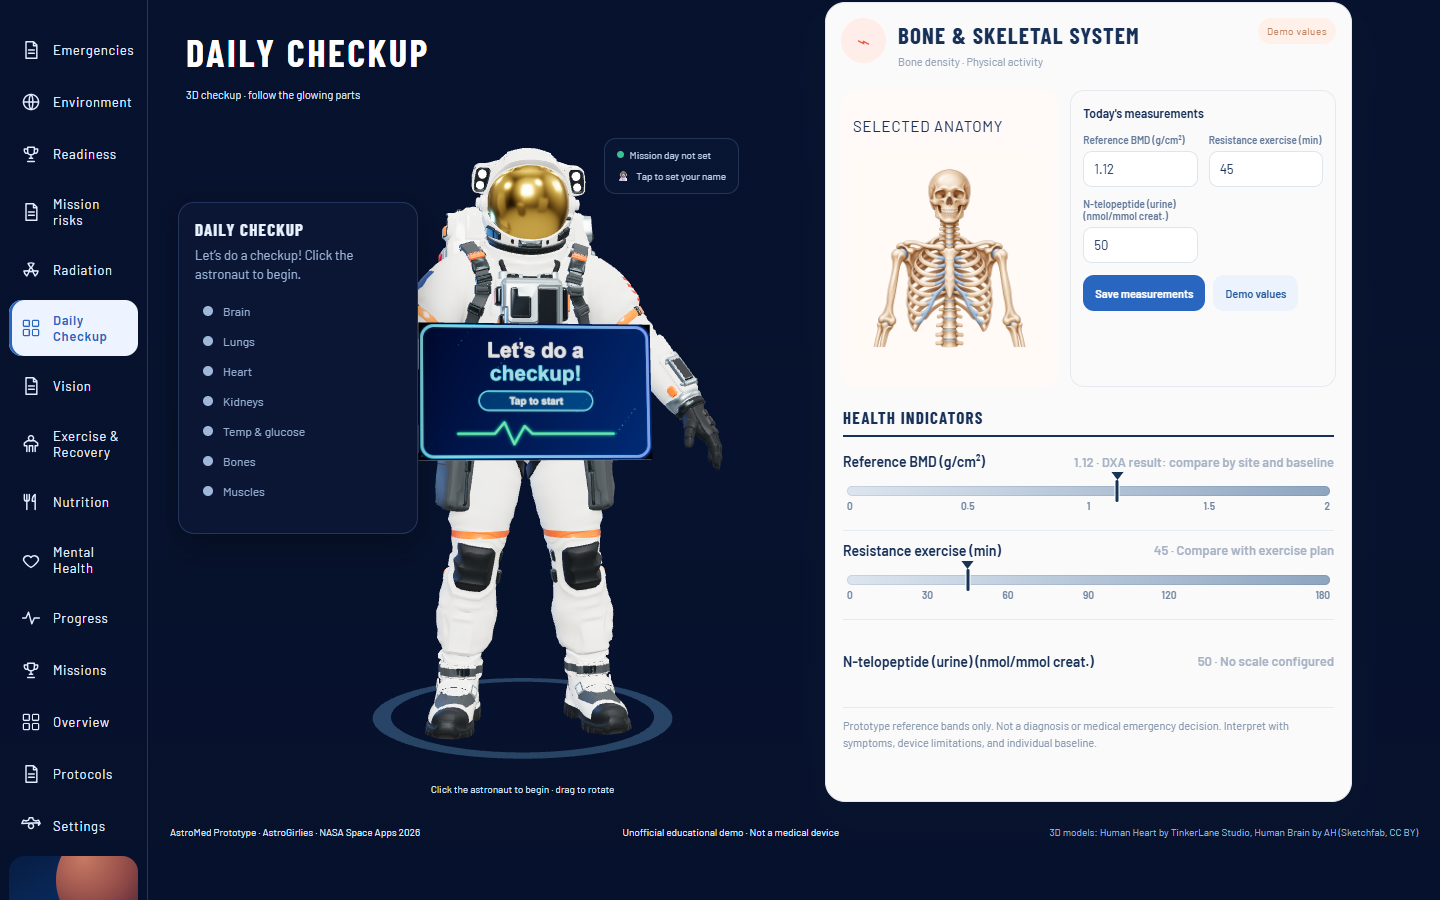 Emergencies
Environment
Readiness
Mission
risks
Radiation
Daily
Checkup
Vision
Exercise &
Recovery
Nutrition
Mental
Health
Progress
Missions
Overview
Protocols
Settings
DAILY CHECKUP
3D checkup · follow the glowing parts
Mission day not set
Tap to set your name
DAILY CHECKUP
Let's do a checkup! Click the
astronaut to begin.
Brain
Lungs
Heart
Kidneys
Temp & glucose
Bones
Muscles
Let's do a
checkup!
Tap to start
Click the astronaut to begin · drag to rotate
BONE & SKELETAL SYSTEM
Demo values
Bone density · Physical activity
SELECTED ANATOMY
Today's measurements
Reference BMD (g/cm²) Resistance exercise (min)
1.12 45
N-telopeptide (urine)
(nmol/mmol creat.)
50
Save measurements Demo values
HEALTH INDICATORS
Reference BMD (g/cm²) 1.12 · DXA result: compare by site and baseline
0 0.5 1 1.5 2
Resistance exercise (min) 45 · Compare with exercise plan
0 30 60 90 120 180
N-telopeptide (urine) (nmol/mmol creat.) 50 · No scale configured
Prototype reference bands only. Not a diagnosis or medical emergency decision. Interpret with
symptoms, device limitations, and individual baseline.
AstroMed Prototype · AstroGirlies · NASA Space Apps 2026
Unofficial educational demo · Not a medical device
3D models: Human Heart by TinkerLane Studio, Human Brain by AH (Sketchfab, CC BY)